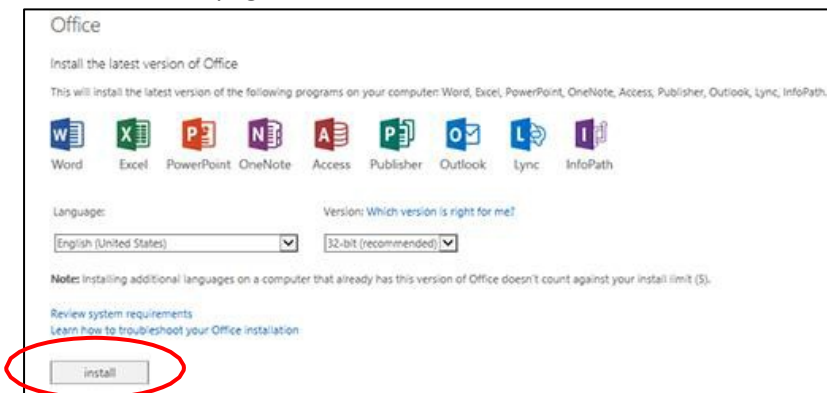 Office
Install the latest version of Office
This will install the latest version of the following programs on your computer: Word, Excel, PowerPoint, OneNote, Access, Publisher, Outlook, Lync, InfoPath.
Word Excel PowerPoint OneNote Access Publisher Outlook Lync InfoPath
Language: Version: Which version is right for me?
English (United States) 32-bit (recommended)
Note: Installing additional languages on a computer that already has this version of Office doesn't count against your install limit (5).
Review system requirements
Learn how to troubleshoot your Office installation
install